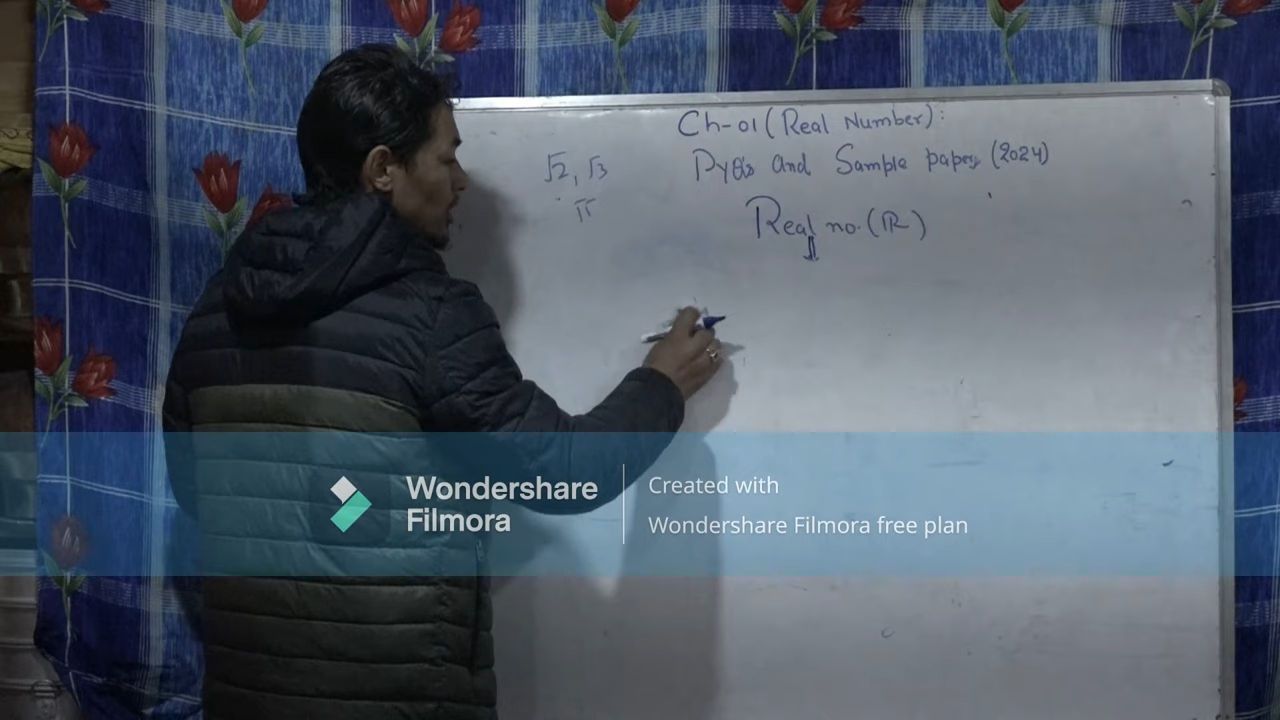 Ch-01 (Real Number):
PYQ's and Sample papers (2024)
√2, √3
π
Real no. (ℝ)
Wondershare
Filmora
Created with
Wondershare Filmora free plan